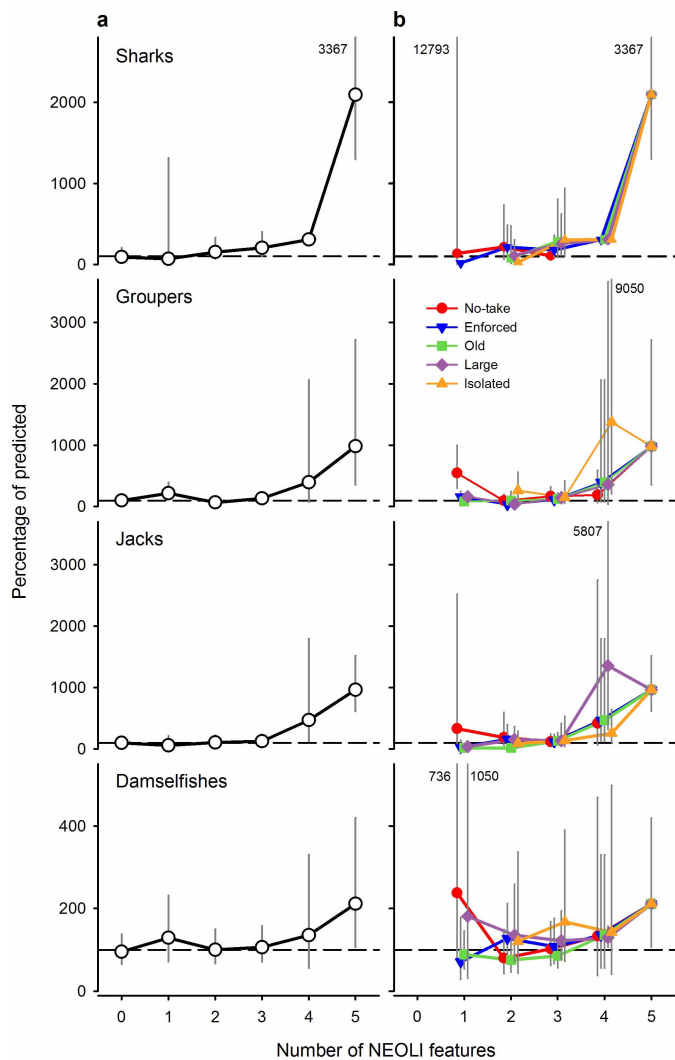 a
b
Sharks
3367
12793
3367
2000
1000
0
Groupers
9050
3000
2000
1000
0
No-take
Enforced
Old
Large
Isolated
Percentage of predicted
Jacks
5807
3000
2000
1000
0
Damselfishes
736
1050
400
200
0
0 1 2 3 4 5
0 1 2 3 4 5
Number of NEOLI features